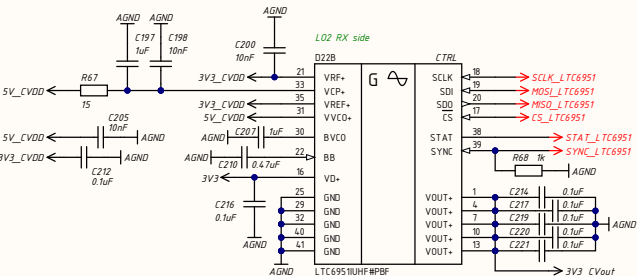 AGND
AGND
AGND
LO2 RX side
C197
1uF
C198
10nF
C200
10nF
D22B
CTRL
G
R67
15
5V_CVDD
3V3_CVDD
21
VRF+
33
VCP+
3V3_CVDD
35
VREF+
5V_CVDD
31
VVCO+
SCLK
18
SCLK_LTC6951
SDI
19
MOSI_LTC6951
SDO
20
MISO_LTC6951
CS
17
CS_LTC6951
5V_CVDD
C205
10nF
AGND
AGND
C207
1uF
30
BVCO
STAT
38
STAT_LTC6951
3V3_CVDD
C212
0.1uF
AGND
AGND
C210
0.47uF
22
BB
SYNC
39
SYNC_LTC6951
R68
1k
AGND
3V3
16
VD+
C216
0.1uF
AGND
25
GND
29
GND
32
GND
40
GND
41
GND
AGND
VOUT+
1
C214
0.1uF
VOUT+
4
C217
0.1uF
VOUT+
7
C219
0.1uF
AGND
VOUT+
10
C220
0.1uF
VOUT+
13
C221
0.1uF
LTC6951IUHF#PBF
3V3_CVout